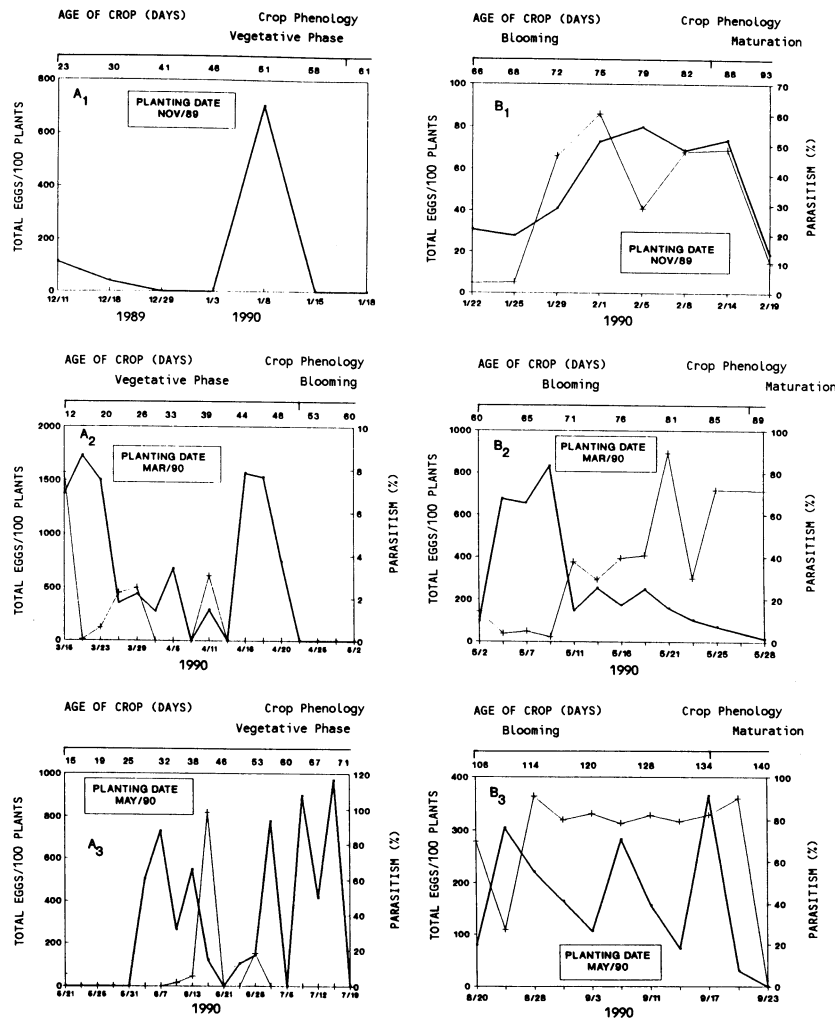 AGE OF CROP (DAYS) Crop Phenology
Vegetative Phase
23 30 41 46 51 58 61
A1
PLANTING DATE
NOV/89
TOTAL EGGS/100 PLANTS
800
600
400
200
0
12/11 12/18 12/29 1/3 1/8 1/15 1/18
1989 1990
AGE OF CROP (DAYS) Crop Phenology
Blooming Maturation
66 68 72 75 79 82 88 93
B1
PLANTING DATE
NOV/89
TOTAL EGGS/100 PLANTS
100
80
60
40
20
0
PARASITISM (%)
70
60
50
40
30
20
10
0
1/22 1/25 1/29 2/1 2/5 2/8 2/14 2/19
1990
AGE OF CROP (DAYS) Crop Phenology
Vegetative Phase Blooming
12 20 26 33 39 44 48 53 60
A2
PLANTING DATE
MAR/90
TOTAL EGGS/100 PLANTS
2000
1500
1000
500
0
PARASITISM (%)
10
8
6
4
2
0
3/16 3/23 3/29 4/6 4/11 4/16 4/20 4/26 5/2
1990
AGE OF CROP (DAYS) Crop Phenology
Blooming Maturation
60 65 71 76 81 85 89
B2
PLANTING DATE
MAR/90
TOTAL EGGS/100 PLANTS
1000
800
600
400
200
0
PARASITISM (%)
100
80
60
40
20
0
5/2 5/7 5/11 5/16 5/21 5/25 5/28
1990
AGE OF CROP (DAYS) Crop Phenology
Vegetative Phase
15 19 25 32 38 46 53 60 67 71
PLANTING DATE
MAY/90
A3
TOTAL EGGS/100 PLANTS
1000
800
600
400
200
0
PARASITISM (%)
120
100
80
60
40
20
0
5/21 5/26 5/31 6/7 6/13 6/21 6/26 7/5 7/12 7/19
1990
AGE OF CROP (DAYS) Crop Phenology
Blooming Maturation
106 114 120 128 134 140
B3
PLANTING DATE
MAY/90
TOTAL EGGS/100 PLANTS
400
300
200
100
0
PARASITISM (%)
100
80
60
40
20
0
8/20 8/28 9/3 9/11 9/17 9/23
1990